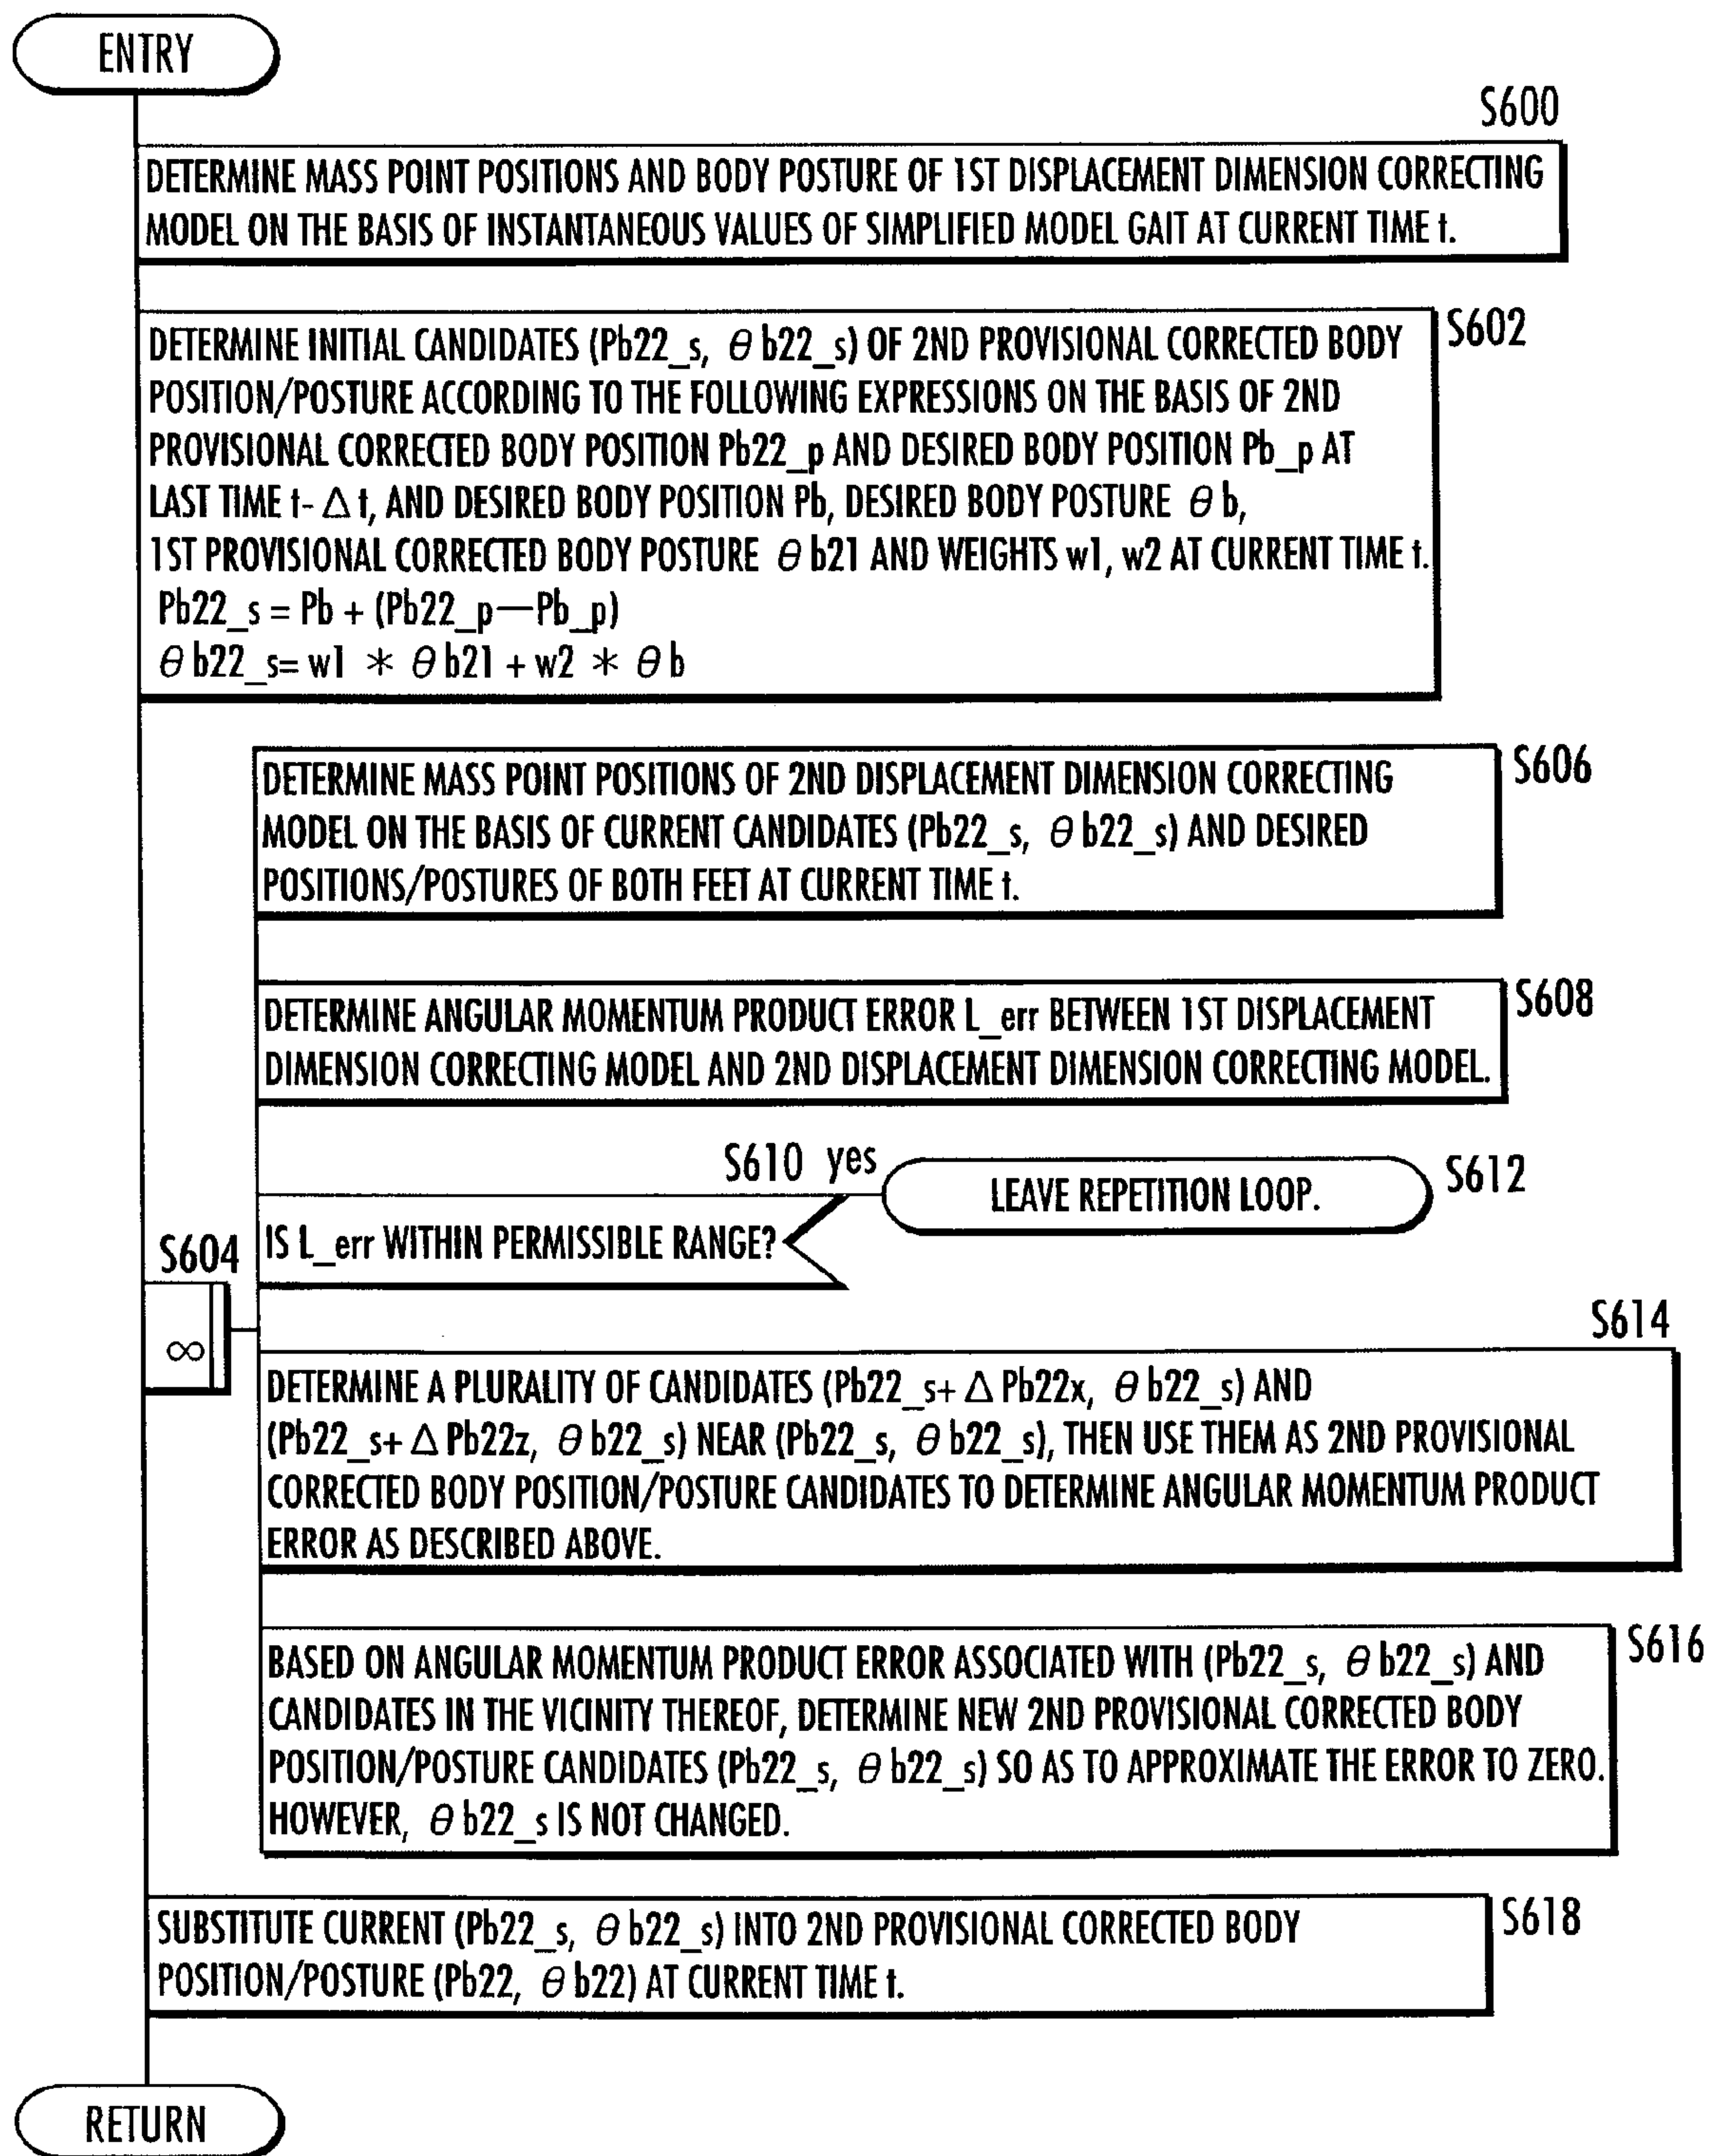 ENTRY
S600
DETERMINE MASS POINT POSITIONS AND BODY POSTURE OF 1ST DISPLACEMENT DIMENSION CORRECTING
MODEL ON THE BASIS OF INSTANTANEOUS VALUES OF SIMPLIFIED MODEL GAIT AT CURRENT TIME t.
S602
DETERMINE INITIAL CANDIDATES (Pb22_s, θb22_s) OF 2ND PROVISIONAL CORRECTED BODY
POSITION/POSTURE ACCORDING TO THE FOLLOWING EXPRESSIONS ON THE BASIS OF 2ND
PROVISIONAL CORRECTED BODY POSITION Pb22_p AND DESIRED BODY POSITION Pb_p AT
LAST TIME t-Δt, AND DESIRED BODY POSITION Pb, DESIRED BODY POSTURE θb,
1ST PROVISIONAL CORRECTED BODY POSTURE θb21 AND WEIGHTS w1, w2 AT CURRENT TIME t.
Pb22_s = Pb + (Pb22_p—Pb_p)
θb22_s= w1 * θb21 + w2 * θb
S606
DETERMINE MASS POINT POSITIONS OF 2ND DISPLACEMENT DIMENSION CORRECTING
MODEL ON THE BASIS OF CURRENT CANDIDATES (Pb22_s, θb22_s) AND DESIRED
POSITIONS/POSTURES OF BOTH FEET AT CURRENT TIME t.
S608
DETERMINE ANGULAR MOMENTUM PRODUCT ERROR L_err BETWEEN 1ST DISPLACEMENT
DIMENSION CORRECTING MODEL AND 2ND DISPLACEMENT DIMENSION CORRECTING MODEL.
S610 yes
LEAVE REPETITION LOOP.
S612
IS L_err WITHIN PERMISSIBLE RANGE?
S604
∞
S614
DETERMINE A PLURALITY OF CANDIDATES (Pb22_s+ΔPb22x, θb22_s) AND
(Pb22_s+ΔPb22z, θb22_s) NEAR (Pb22_s, θb22_s), THEN USE THEM AS 2ND PROVISIONAL
CORRECTED BODY POSITION/POSTURE CANDIDATES TO DETERMINE ANGULAR MOMENTUM PRODUCT
ERROR AS DESCRIBED ABOVE.
S616
BASED ON ANGULAR MOMENTUM PRODUCT ERROR ASSOCIATED WITH (Pb22_s, θb22_s) AND
CANDIDATES IN THE VICINITY THEREOF, DETERMINE NEW 2ND PROVISIONAL CORRECTED BODY
POSITION/POSTURE CANDIDATES (Pb22_s, θb22_s) SO AS TO APPROXIMATE THE ERROR TO ZERO.
HOWEVER, θb22_s IS NOT CHANGED.
S618
SUBSTITUTE CURRENT (Pb22_s, θb22_s) INTO 2ND PROVISIONAL CORRECTED BODY
POSITION/POSTURE (Pb22, θb22) AT CURRENT TIME t.
RETURN